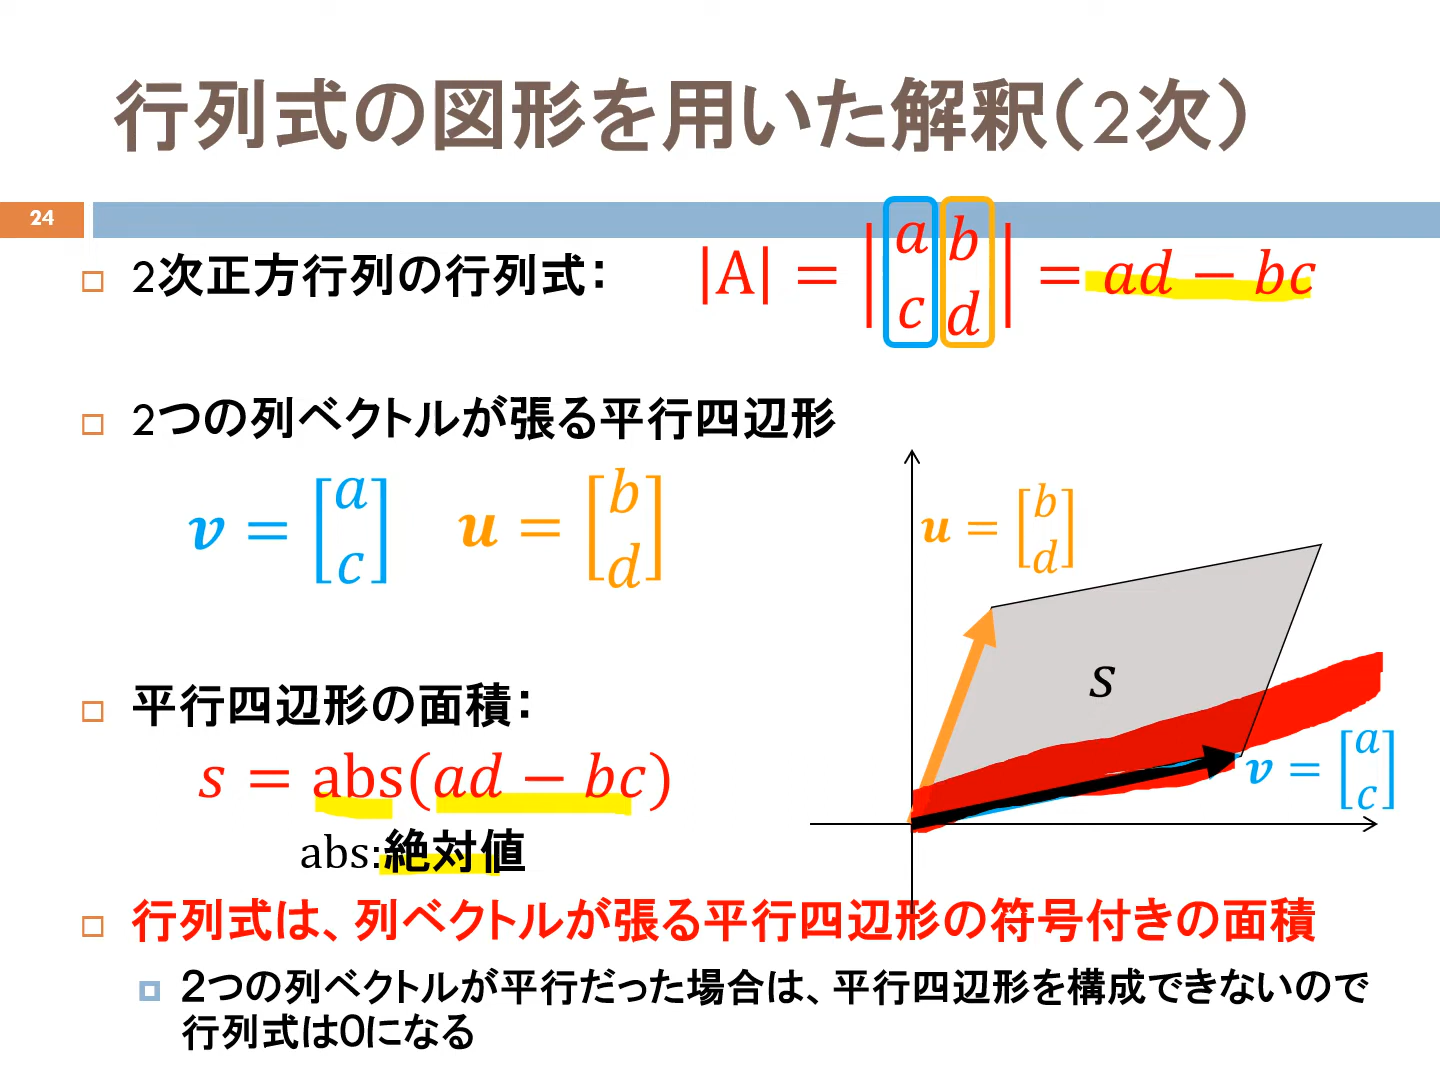 行列式の図形を用いた解釈（2次）
24
2次正方行列の行列式： |A| = |a b c d| = ad − bc
2つの列ベクトルが張る平行四辺形
v = [a c] u = [b d]
u = [b d]
s
v = [a c]
平行四辺形の面積：
s = abs(ad − bc)
abs:絶対値
行列式は、列ベクトルが張る平行四辺形の符号付きの面積
2つの列ベクトルが平行だった場合は、平行四辺形を構成できないので
行列式は0になる